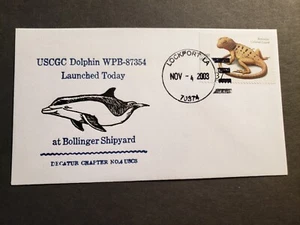 USCGC Dolphin WPB-87354
Launched Today
LOCKPORT, LA
NOV - 4 2003
70374
at Bollinger Shipyard
DECATUR CHAPTER NO.4 USCS